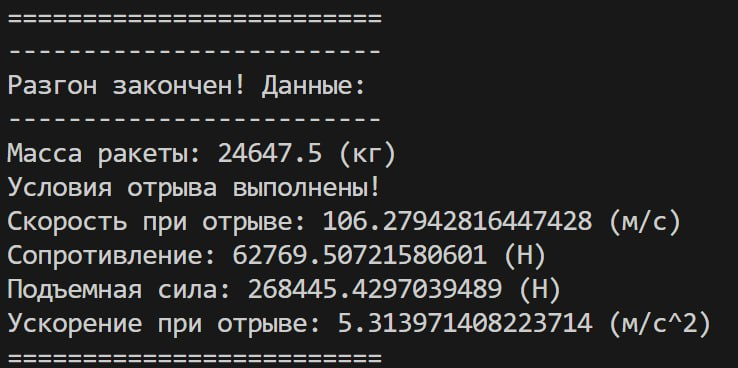 =========================
-------------------------
Разгон закончен! Данные:
-------------------------
Масса ракеты: 24647.5 (кг)
Условия отрыва выполнены!
Скорость при отрыве: 106.27942816447428 (м/с)
Сопротивление: 62769.50721580601 (Н)
Подъемная сила: 268445.4297039489 (Н)
Ускорение при отрыве: 5.313971408223714 (м/с^2)
=========================